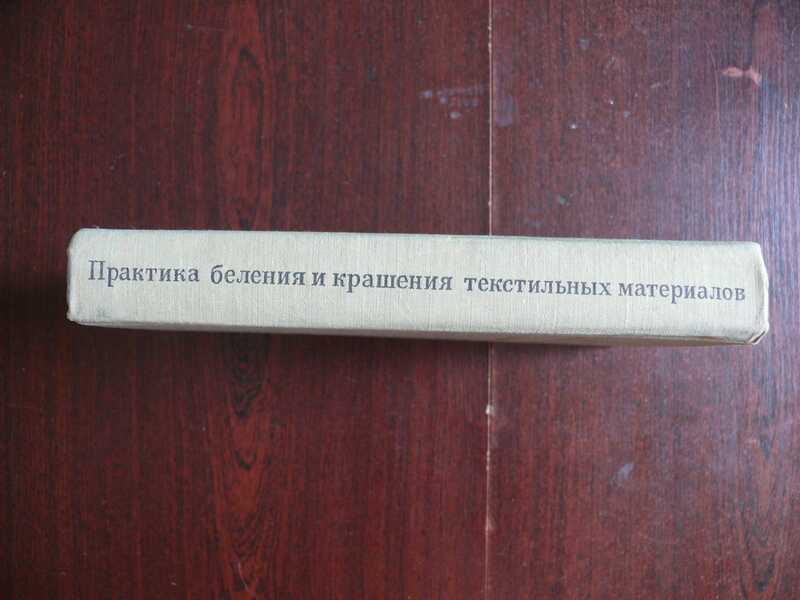 Практика беления и крашения текстильных материалов